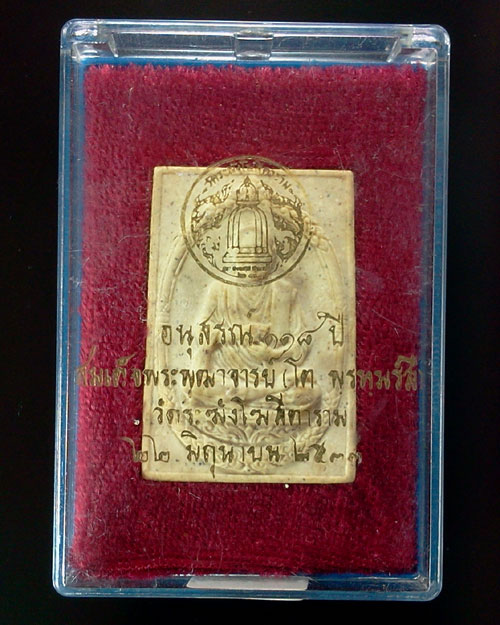 อนุสรณ์ ๑๑๘ ปี
สมเด็จพระพุฒาจารย์ (โต พรหมรังสี)
วัดระฆังโฆสิตาราม
๒๒ มิถุนายน ๒๕๓๓